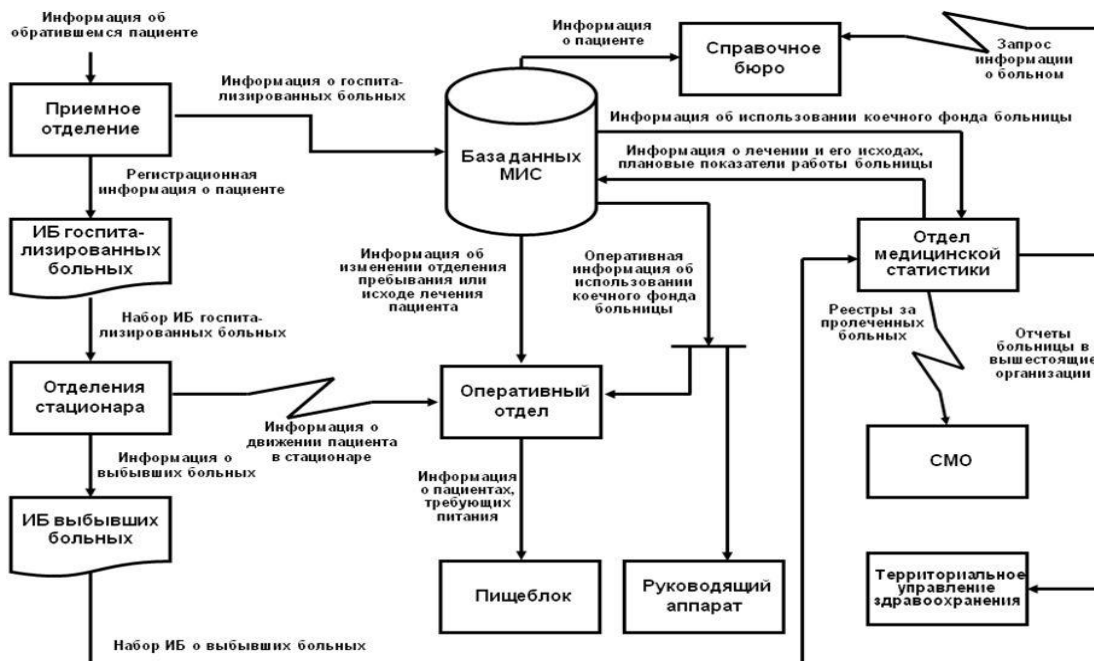 Информация об
обратившемся пациенте
Информация
о пациенте
Справочное
бюро
Запрос
информации
о больном
Приемное
отделение
Информация о госпита-
лизированных больных
База данных
МИС
Информация об использовании коечного фонда больницы
Информация о лечении и его исходах,
плановые показатели работы больницы
Регистрационная
информация о пациенте
ИБ госпита-
лизированных
больных
Информация об
изменении отделения
пребывания или
исходе лечения
пациента
Оперативная
информация об
использовании
коечного фонда
больницы
Отдел
медицинской
статистики
Набор ИБ госпита-
лизированных больных
Реестры за
пролеченных
больных
Отчеты
больницы в
вышестоящие
организации
Отделения
стационара
Информация о
движении пациента
в стационаре
Оперативный
отдел
СМО
Информация о
выбывших больных
Информация
о пациентах,
требующих
питания
ИБ выбывших
больных
Пищеблок
Руководящий
аппарат
Территориальное
управление
здравоохранения
Набор ИБ о выбывших больных